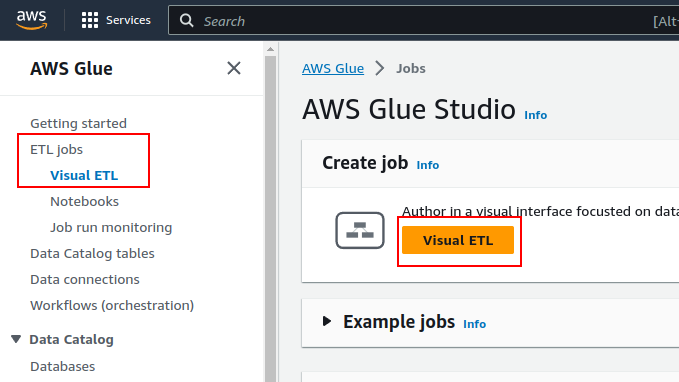 aws
Services
Search
[Alt+
AWS Glue
Getting started
ETL jobs
Visual ETL
Notebooks
Job run monitoring
Data Catalog tables
Data connections
Workflows (orchestration)
Data Catalog
Databases
AWS Glue
Jobs
AWS Glue Studio Info
Create job Info
Author in a visual interface focusted on data
Visual ETL
Example jobs Info